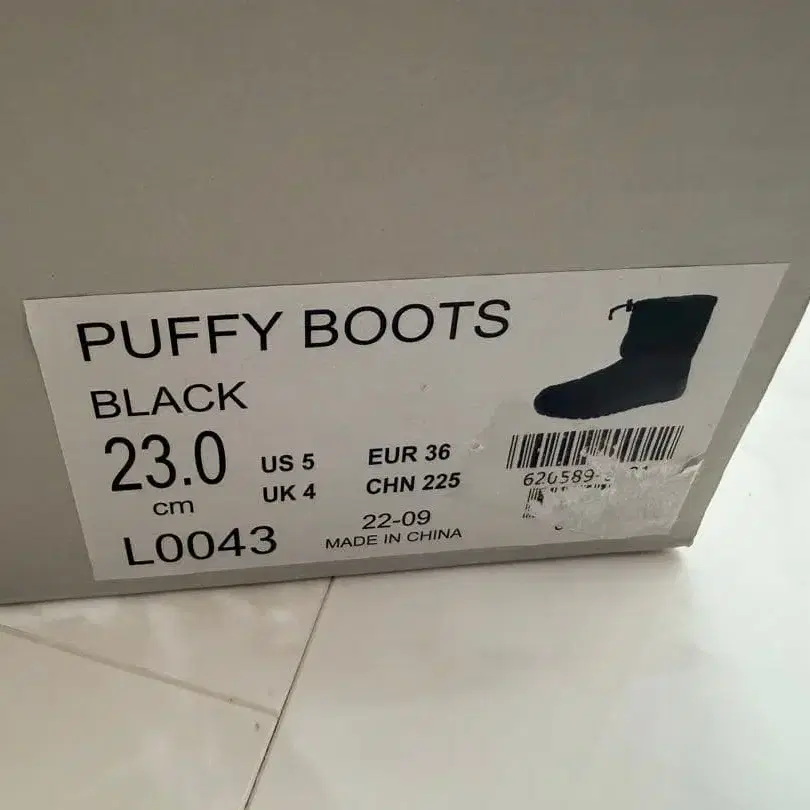 PUFFY BOOTS
BLACK
23.0
cm
US 5
UK 4
EUR 36
CHN 225
L0043
22-09
MADE IN CHINA